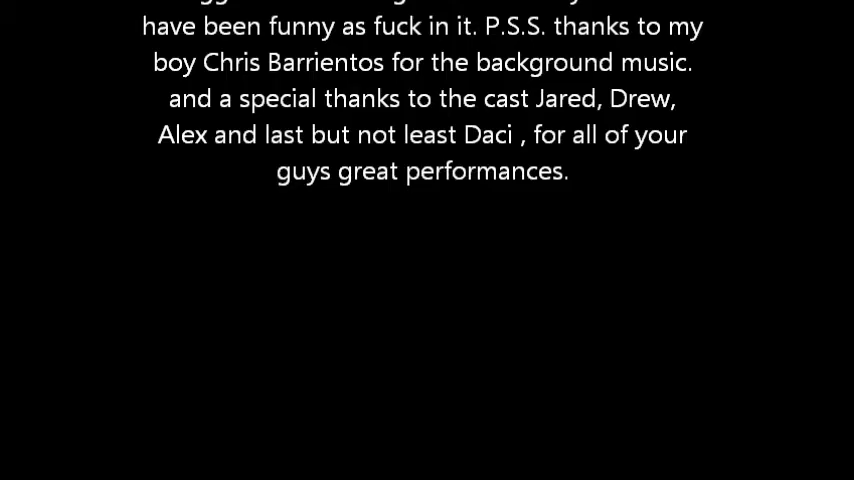 have been funny as fuck in it. P.S.S. thanks to my
boy Chris Barrientos for the background music.
and a special thanks to the cast Jared, Drew,
Alex and last but not least Daci , for all of your
guys great performances.